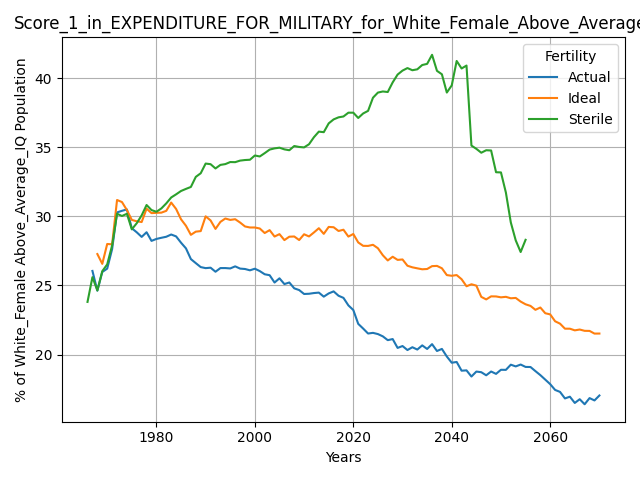 Score_1_in_EXPENDITURE_FOR_MILITARY_for_White_Female_Above_Average
% of White_Female Above_Average_IQ Population
40
35
30
25
20
Fertility
Actual
Ideal
Sterile
1980 2000 2020 2040 2060
Years